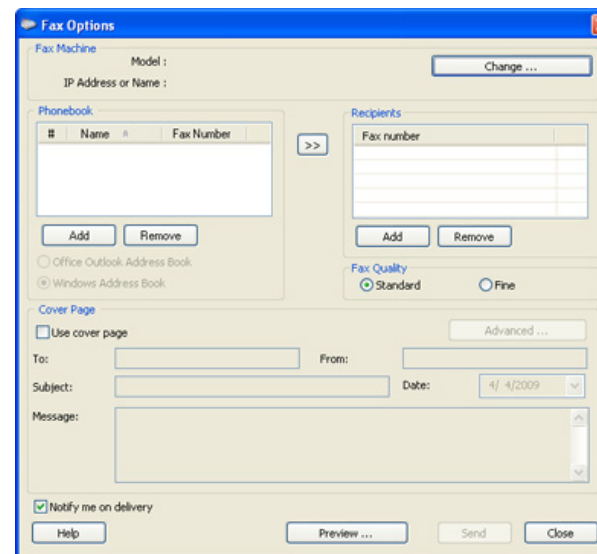 Fax Options
Fax Machine
Model :
Change ...
IP Address or Name :
Phonebook
Recipients
# Name Fax Number
Fax number
>>
Add Remove
Add Remove
Office Outlook Address Book
Windows Address Book
Fax Quality
Standard Fine
Cover Page
Use cover page
Advanced ...
To: From:
Subject: Date: 4/ 4/2009
Message:
Notify me on delivery
Help Preview ... Send Close